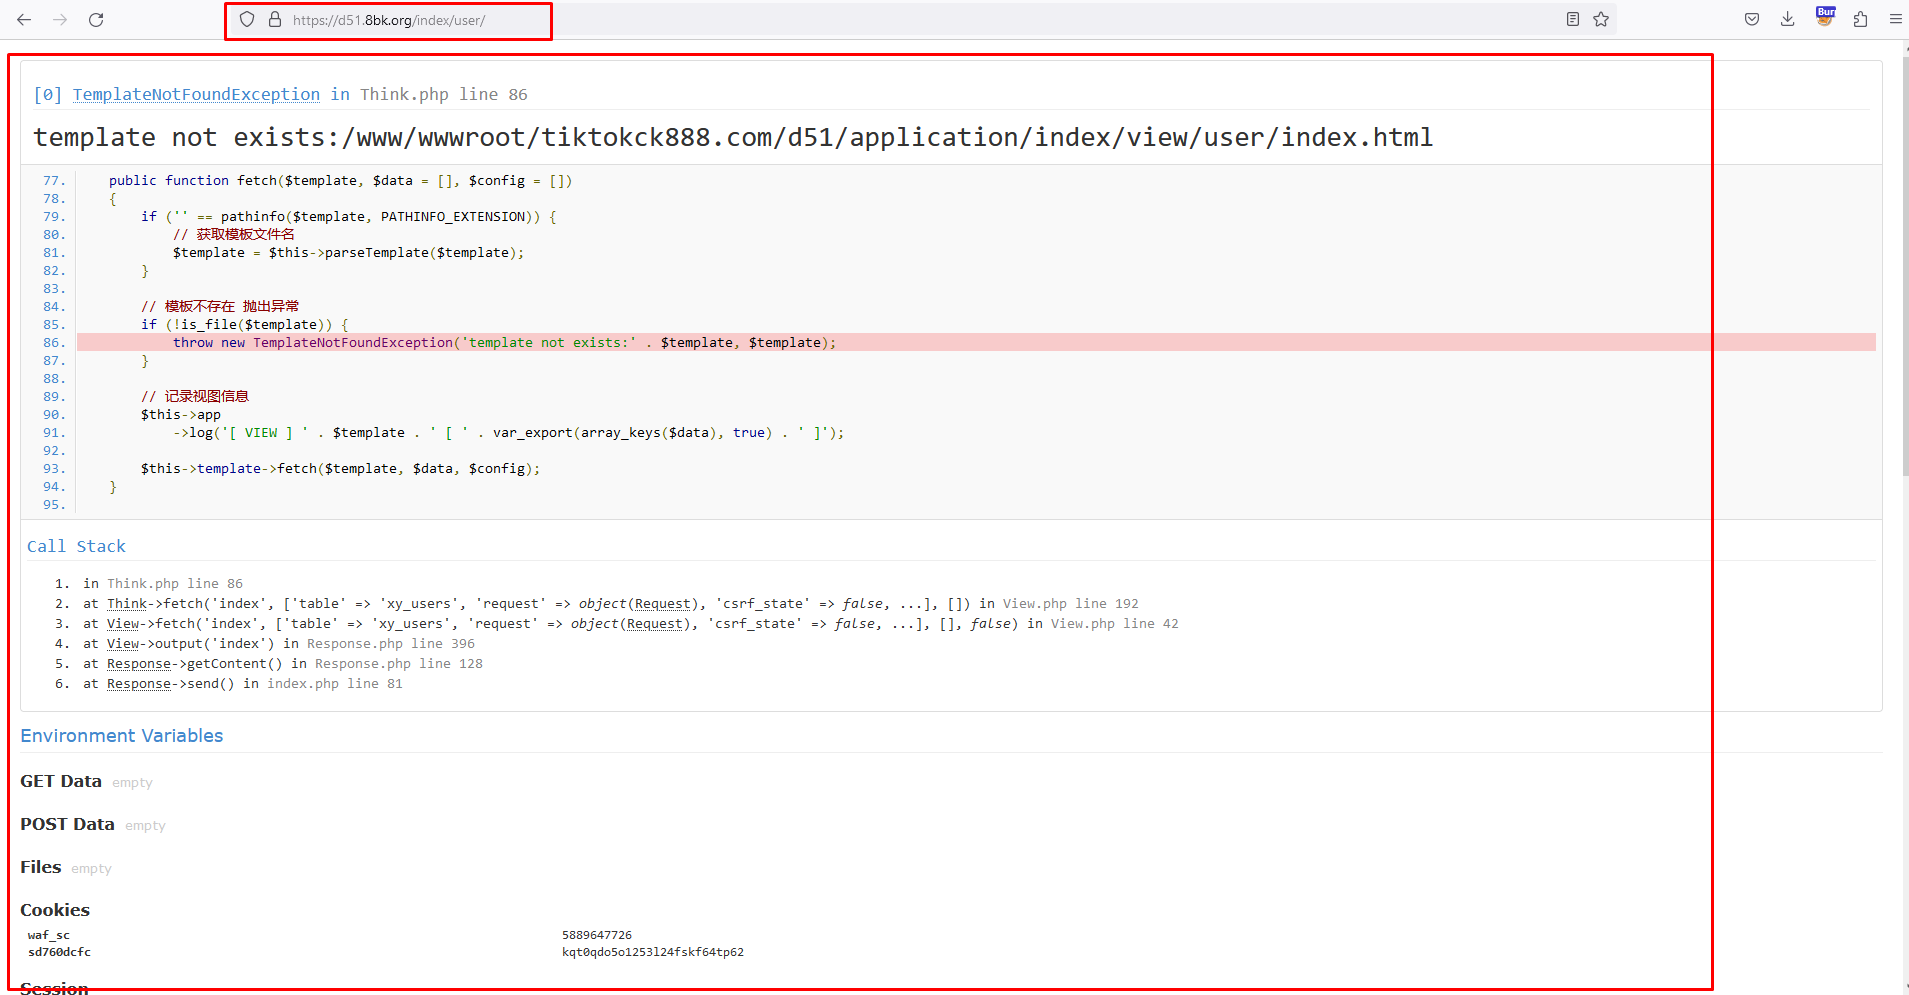 https://d51.8bk.org/index/user/
Bur
[0] TemplateNotFoundException in Think.php line 86
template not exists:/www/wwwroot/tiktokck888.com/d51/application/index/view/user/index.html
77. public function fetch($template, $data = [], $config = [])
78. {
79. if ('' == pathinfo($template, PATHINFO_EXTENSION)) {
80. // 获取模板文件名
81. $template = $this->parseTemplate($template);
82. }
83.
84. // 模板不存在 抛出异常
85. if (!is_file($template)) {
86. throw new TemplateNotFoundException('template not exists:' . $template, $template);
87. }
88.
89. // 记录视图信息
90. $this->app
91. ->log('[ VIEW ] ' . $template . ' [ ' . var_export(array_keys($data), true) . ' ]');
92.
93. $this->template->fetch($template, $data, $config);
94. }
95.
Call Stack
1. in Think.php line 86
2. at Think->fetch('index', ['table' => 'xy_users', 'request' => object(Request), 'csrf_state' => false, ...], []) in View.php line 192
3. at View->fetch('index', ['table' => 'xy_users', 'request' => object(Request), 'csrf_state' => false, ...], [], false) in View.php line 42
4. at View->output('index') in Response.php line 396
5. at Response->getContent() in Response.php line 128
6. at Response->send() in index.php line 81
Environment Variables
GET Data empty
POST Data empty
Files empty
Cookies
waf_sc 5889647726
sd760dcfc kqt0qdo5o1253l24fskf64tp62
Session